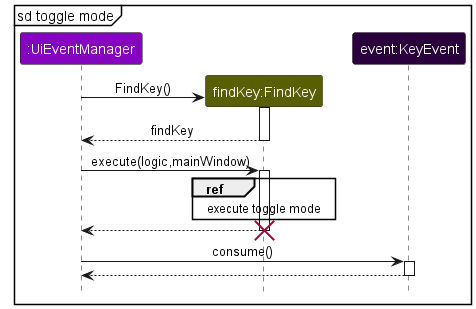 sd toggle mode
:UiEventManager
event:KeyEvent
FindKey()
findKey:FindKey
findKey
execute(logic,mainWindow)
ref
execute toggle mode
consume()